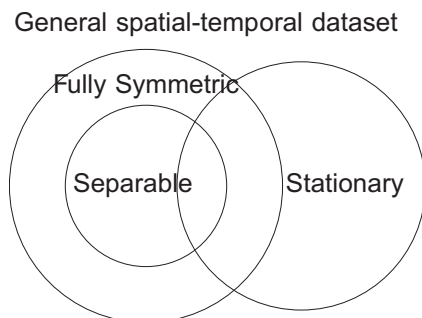 General spatial-temporal dataset
Fully Symmetric
Separable
Stationary